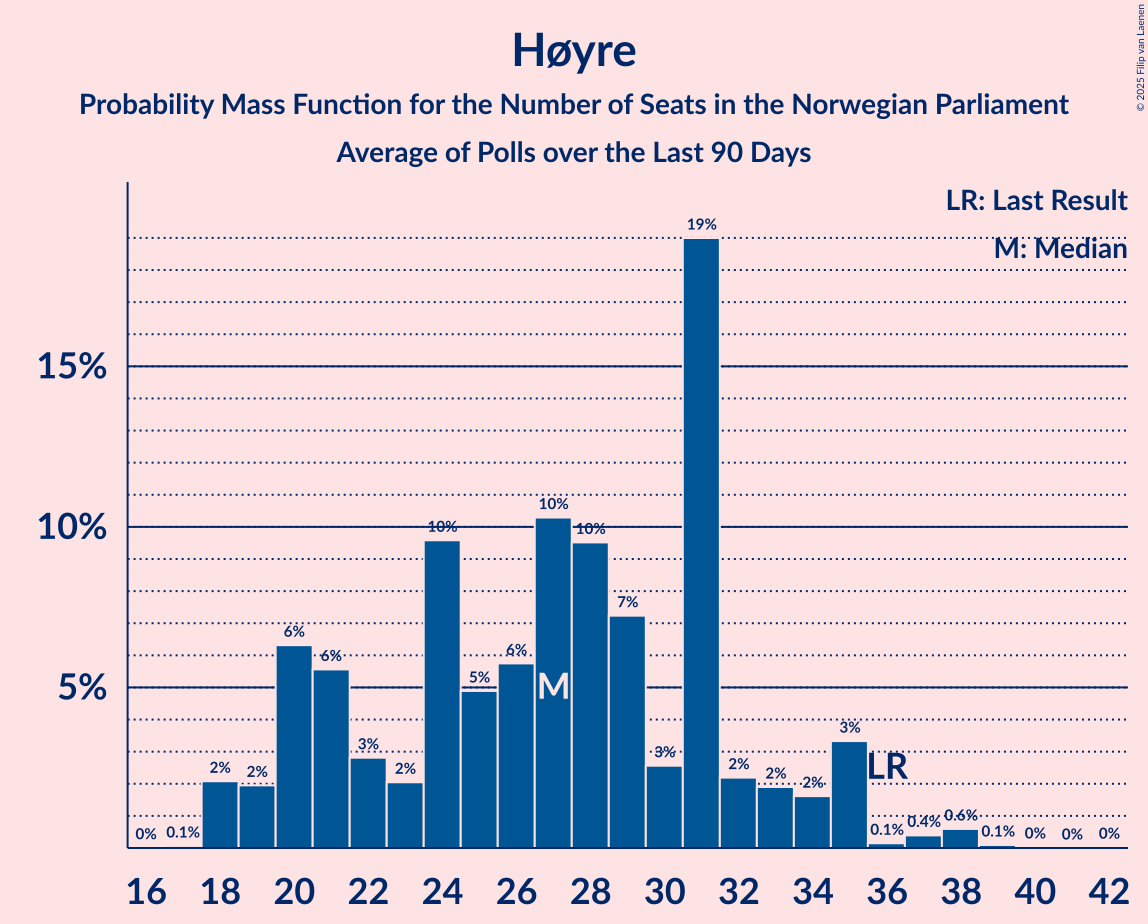 Høyre
Probability Mass Function for the Number of Seats in the Norwegian Parliament
Average of Polls over the Last 90 Days
© 2025 Filip van Laenen
LR: Last Result
M: Median
15%
10%
5%
0% 0.1% 2% 2% 6% 6% 3% 2% 10% 5% 6% 10% 10% 7% 3% 19% 2% 2% 2% 3% 0.1% 0.4% 0.6% 0.1% 0% 0% 0%
M
LR
16 18 20 22 24 26 28 30 32 34 36 38 40 42